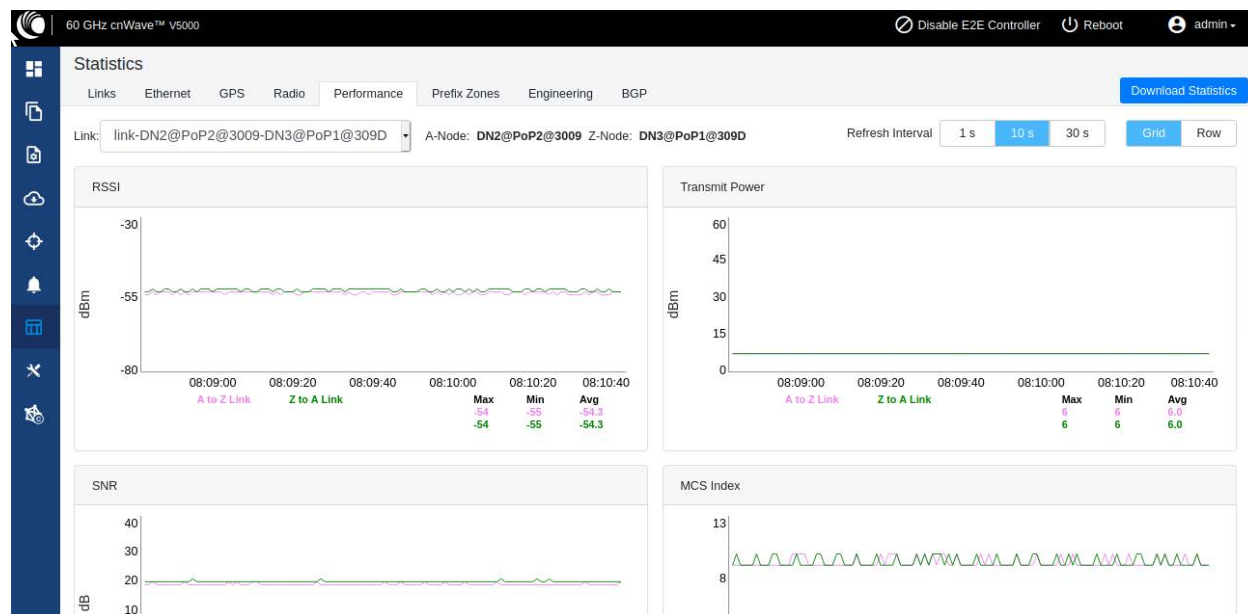 60 GHz cnWave™ V5000 Disable E2E Controller Reboot admin
Statistics
Links Ethernet GPS Radio Performance Prefix Zones Engineering BGP Download Statistics
Link: link-DN2@PoP2@3009-DN3@PoP1@309D A-Node: DN2@PoP2@3009 Z-Node: DN3@PoP1@309D Refresh Interval 1 s 10 s 30 s Grid Row
RSSI
-30
-55
-80
dBm
08:09:00 08:09:20 08:09:40 08:10:00 08:10:20 08:10:40
A to Z Link Z to A Link Max Min Avg
-54 -55 -54.3
-54 -55 -54.3
Transmit Power
60
45
30
15
0
dBm
08:09:00 08:09:20 08:09:40 08:10:00 08:10:20 08:10:40
A to Z Link Z to A Link Max Min Avg
6 6 6.0
6 6 6.0
SNR
40
30
20
10
dB
MCS Index
13
8